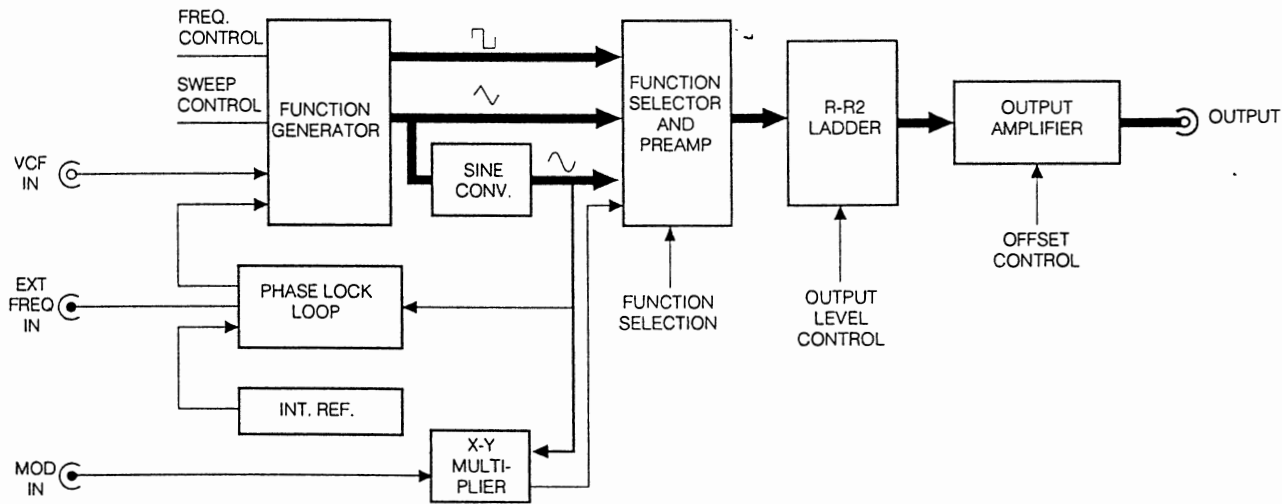 FREQ.
CONTROL
SWEEP
CONTROL
VCF
IN
EXT
FREQ
IN
MOD
IN
FUNCTION
GENERATOR
SINE
CONV.
PHASE LOCK
LOOP
INT. REF.
X-Y
MULTI-
PLIER
FUNCTION
SELECTOR
AND
PREAMP
FUNCTION
SELECTION
R-R2
LADDER
OUTPUT
LEVEL
CONTROL
OUTPUT
AMPLIFIER
OFFSET
CONTROL
OUTPUT